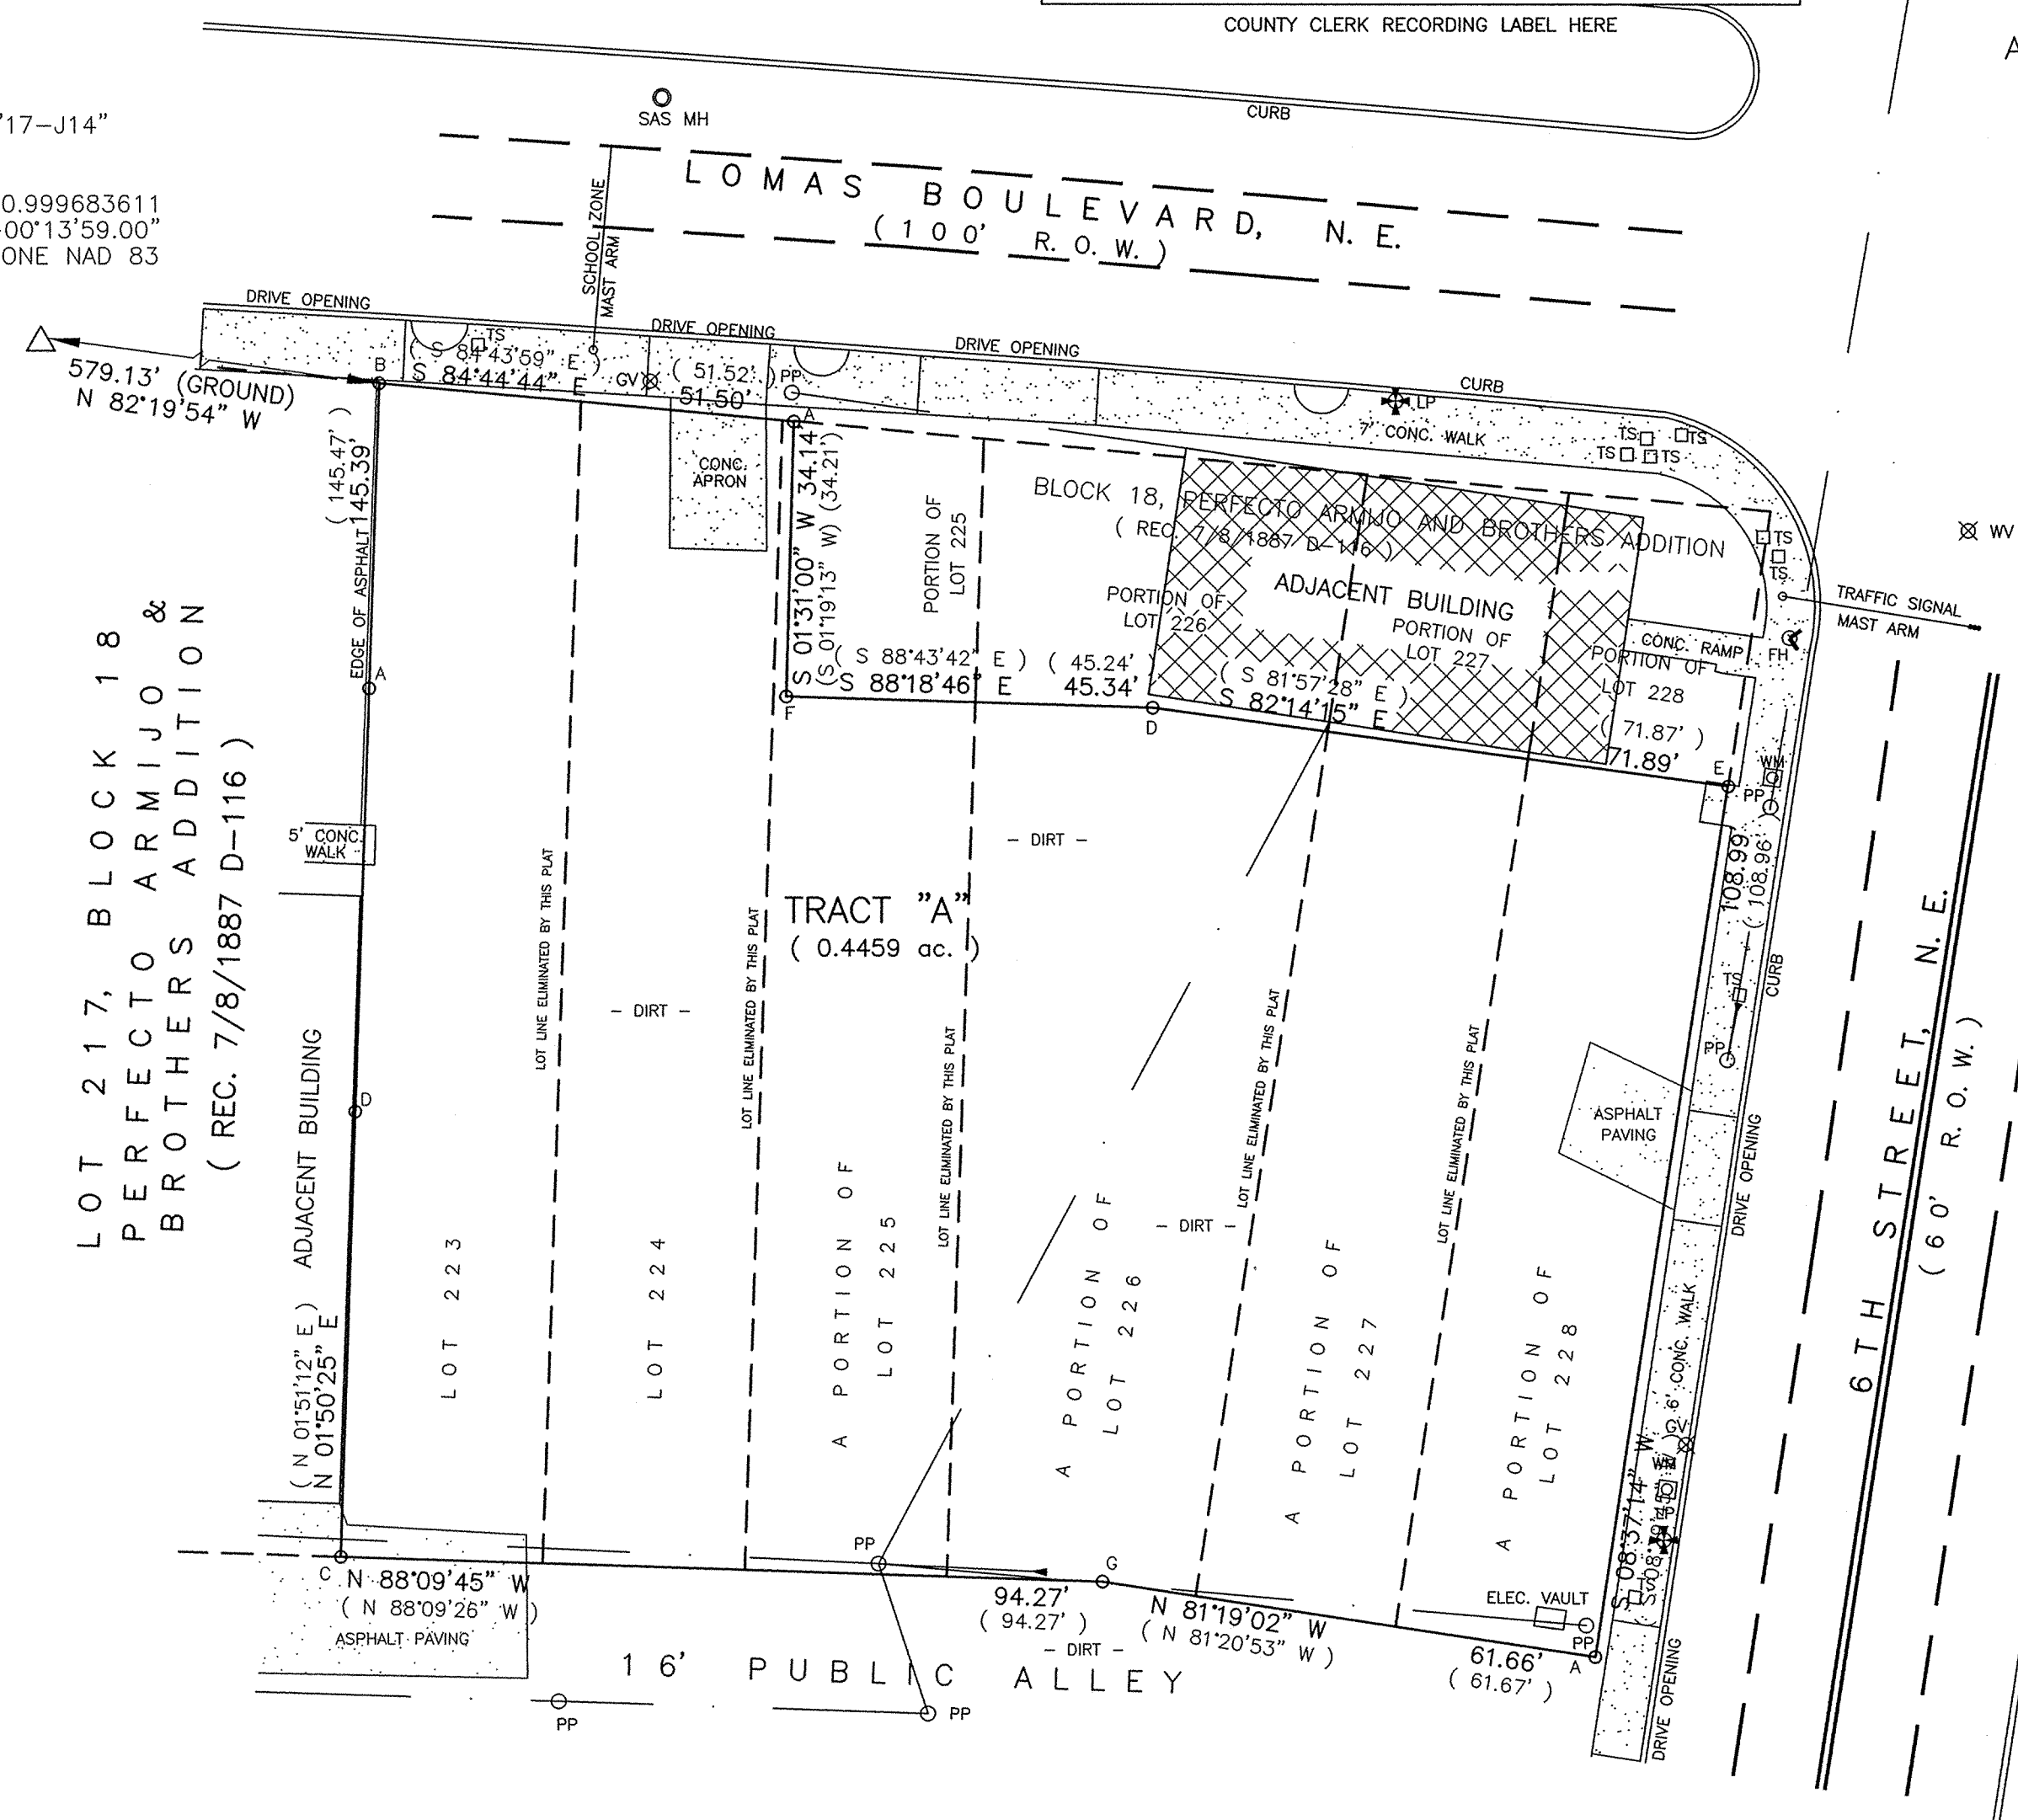 COUNTY CLERK RECORDING LABEL HERE
A
'17-J14"
SAS MH
CURB
LOMAS BOULEVARD, N. E.
( 100' R. O. W. )
0.999683611
00°13'59.00"
ONE NAD 83
SCHOOL ZONE
MAST ARM
DRIVE OPENING
DRIVE OPENING
DRIVE OPENING
CURB
579.13' (GROUND)
N 82°19'54" W
B
TS
( S 84°43'59" E )
S 84°44'44" E
GV
( 51.52' )
51.50'
PP
A
LP
7' CONC. WALK
TS
TS
TS
TS
( 145.47' )
145.39'
EDGE OF ASPHALT
CONC.
APRON
S 01°31'00" W 34.14'
(S 01°19'13" W) (34.21')
PORTION OF
LOT 225
BLOCK 18, PERFECTO ARMIJO AND BROTHERS ADDITION
( REC. 7/8/1887 D-116 )
ADJACENT BUILDING
PORTION OF
LOT 226
PORTION OF
LOT 227
PORTION OF
LOT 228
TS
TS
WV
TRAFFIC SIGNAL
MAST ARM
CONC. RAMP
FH
A
( S 88°43'42" E ) ( 45.24' )
S 88°18'46" E 45.34'
F
D
( S 81°57'28" E )
S 82°14'15" E
( 71.87' )
71.89'
E
WM
PP
108.99'
( 108.96' )
LOT 217, BLOCK 18
PERFECTO ARMIJO &
BROTHERS ADDITION
( REC. 7/8/1887 D-116 )
5' CONC.
WALK
- DIRT -
TRACT "A"
( 0.4459 ac. )
- DIRT -
LOT LINE ELIMINATED BY THIS PLAT
LOT LINE ELIMINATED BY THIS PLAT
LOT LINE ELIMINATED BY THIS PLAT
LOT LINE ELIMINATED BY THIS PLAT
LOT LINE ELIMINATED BY THIS PLAT
TS
CURB
PP
6TH STREET, N. E.
( 60' R. O. W. )
D
ADJACENT BUILDING
ASPHALT
PAVING
DRIVE OPENING
- DIRT -
LOT 223
LOT 224
A PORTION OF
LOT 225
A PORTION OF
LOT 226
A PORTION OF
LOT 227
A PORTION OF
LOT 228
6' CONC. WALK
GV
WM
( N 01°51'12" E )
N 01°50'25" E
S 08°37'14" W
PP
G
C
N 88°09'45" W
( N 88°09'26" W )
ASPHALT PAVING
94.27'
( 94.27' )
- DIRT -
N 81°19'02" W
( N 81°20'53" W )
ELEC. VAULT
PP
A
61.66'
( 61.67' )
DRIVE OPENING
16' PUBLIC ALLEY
PP
PP